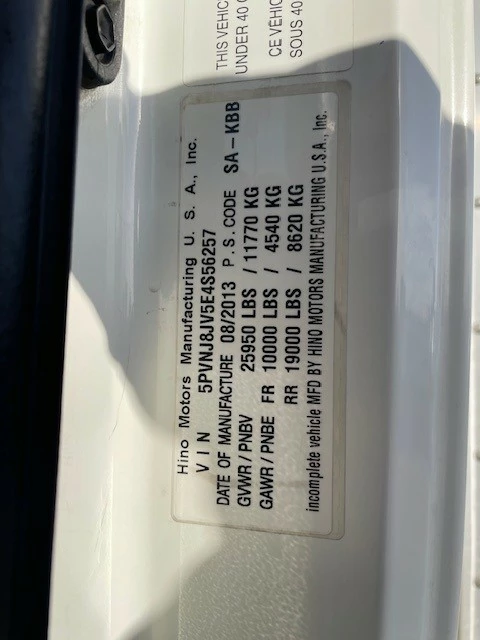 THIS VEHIC
UNDER 40
CE VÉHIC
SOUS 40
Hino Motors Manufacturing U. S. A., Inc.
VIN 5PVNJ8JV5E4S56257
DATE OF MANUFACTURE 08/2013 P.S.CODE SA-KBB
GVWR/PNBV 25950 LBS / 11770 KG
GAWR/PNBE FR 10000 LBS / 4540 KG
RR 19000 LBS / 8620 KG
incomplete vehicle MFD BY HINO MOTORS MANUFACTURING U.S.A., Inc.